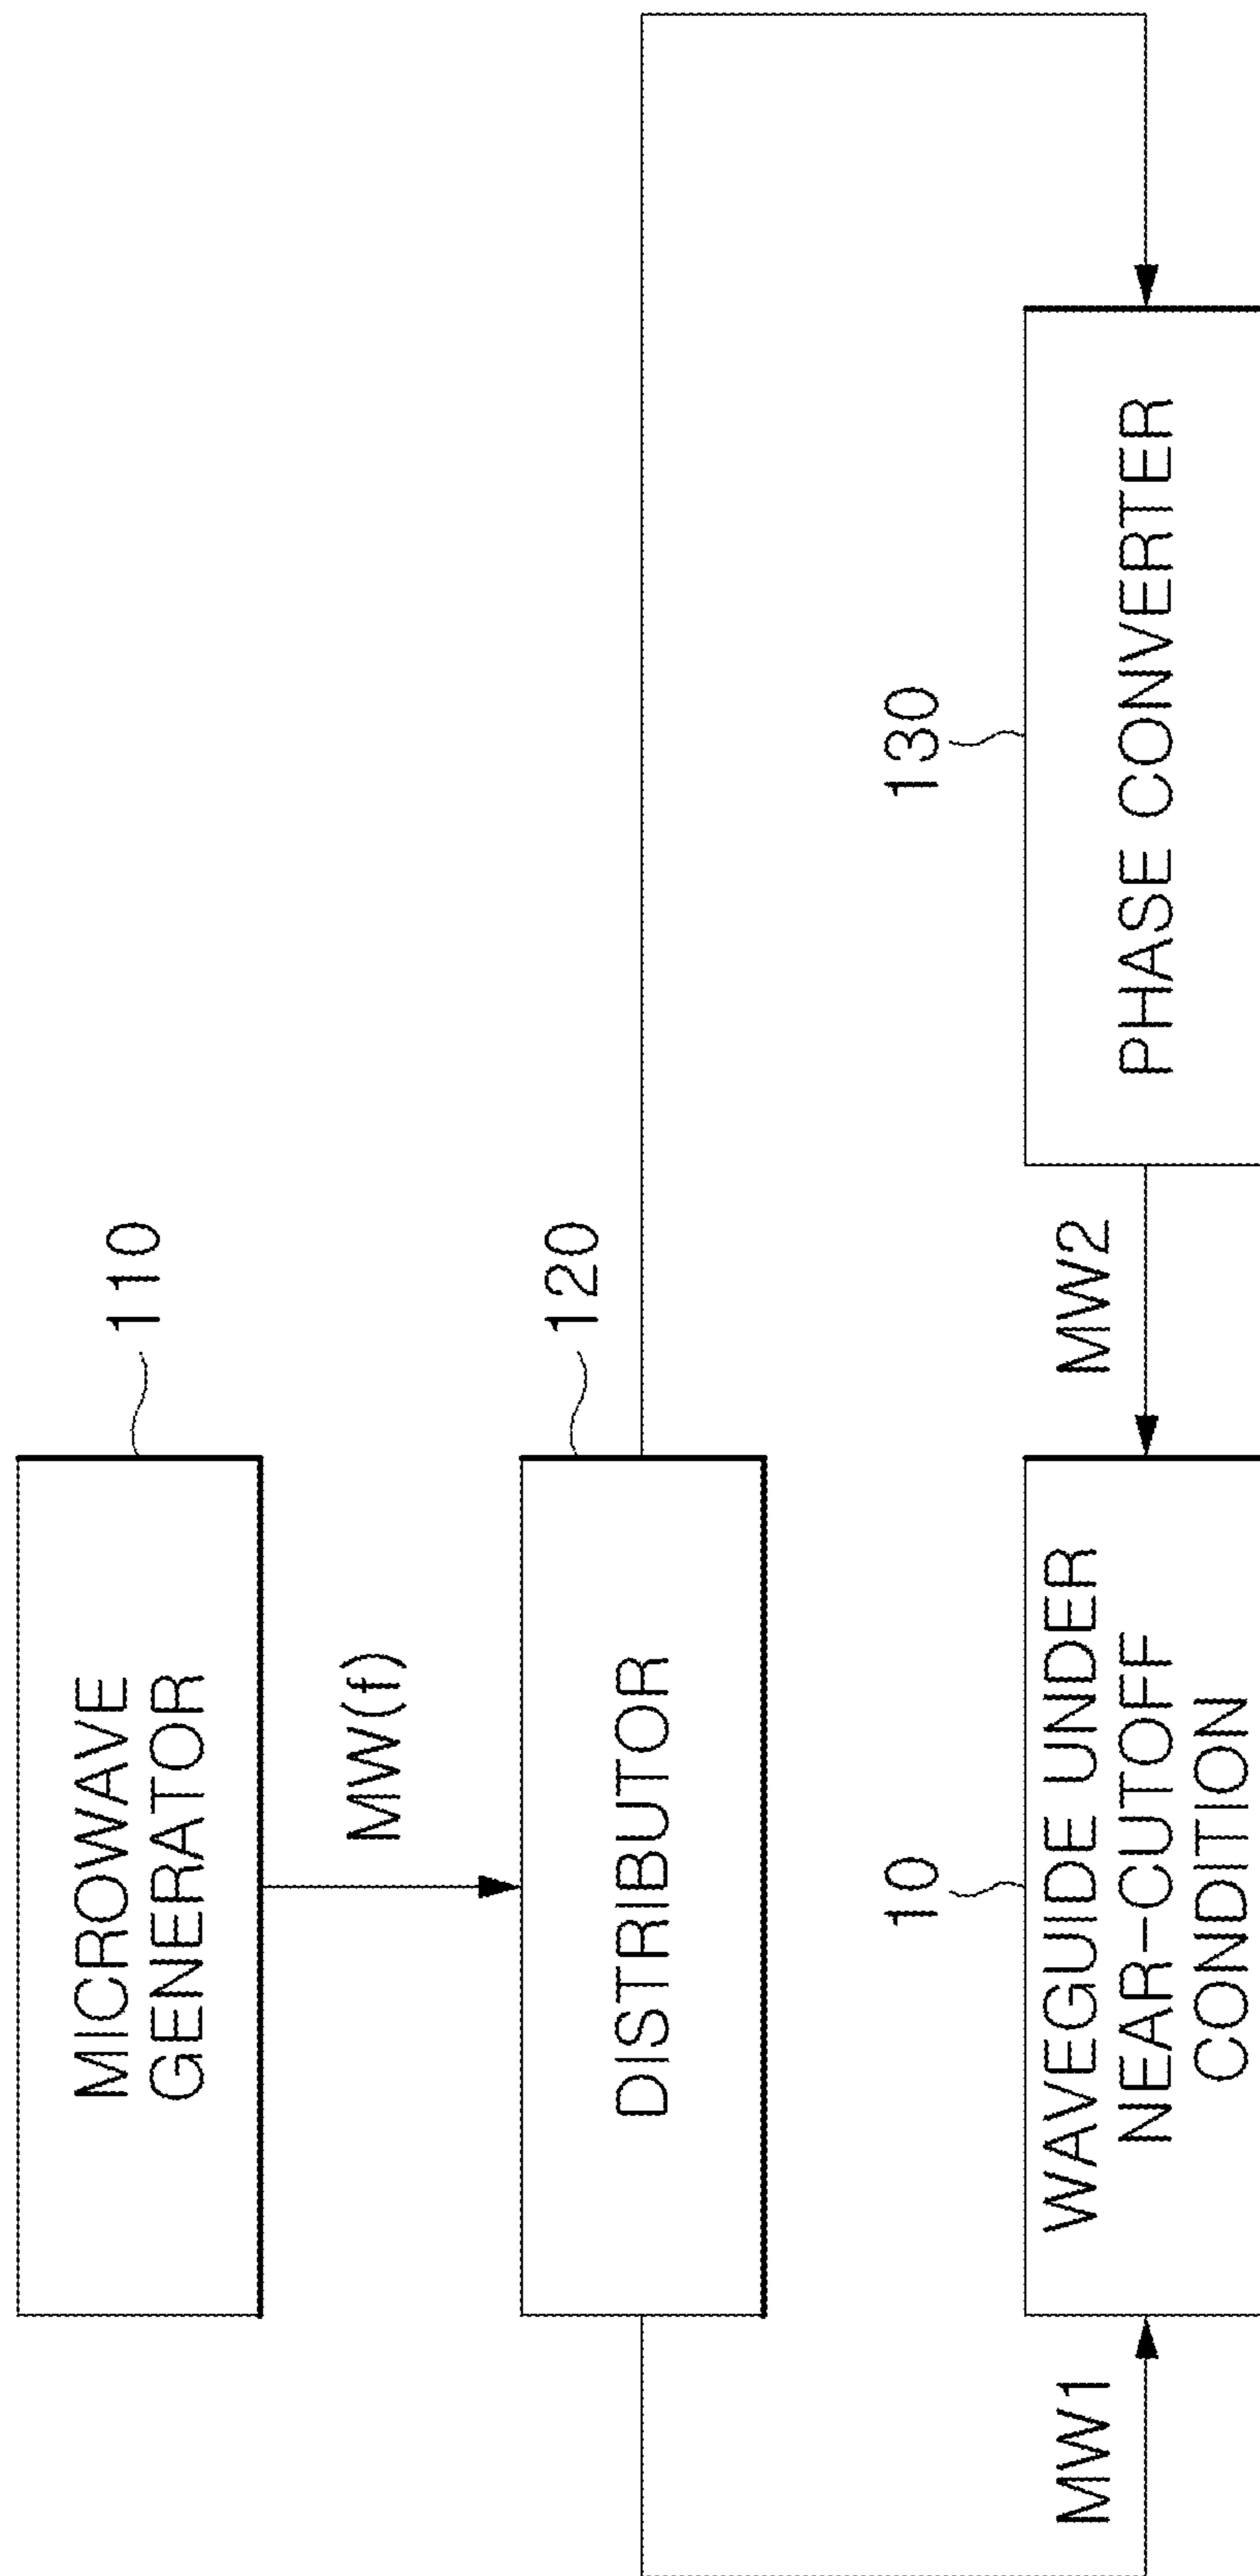 110
MICROWAVE
GENERATOR
MW(f)
120
DISTRIBUTOR
10
130
MW1
WAVEGUIDE UNDER
NEAR-CUTOFF
CONDITION
MW2
PHASE CONVERTER